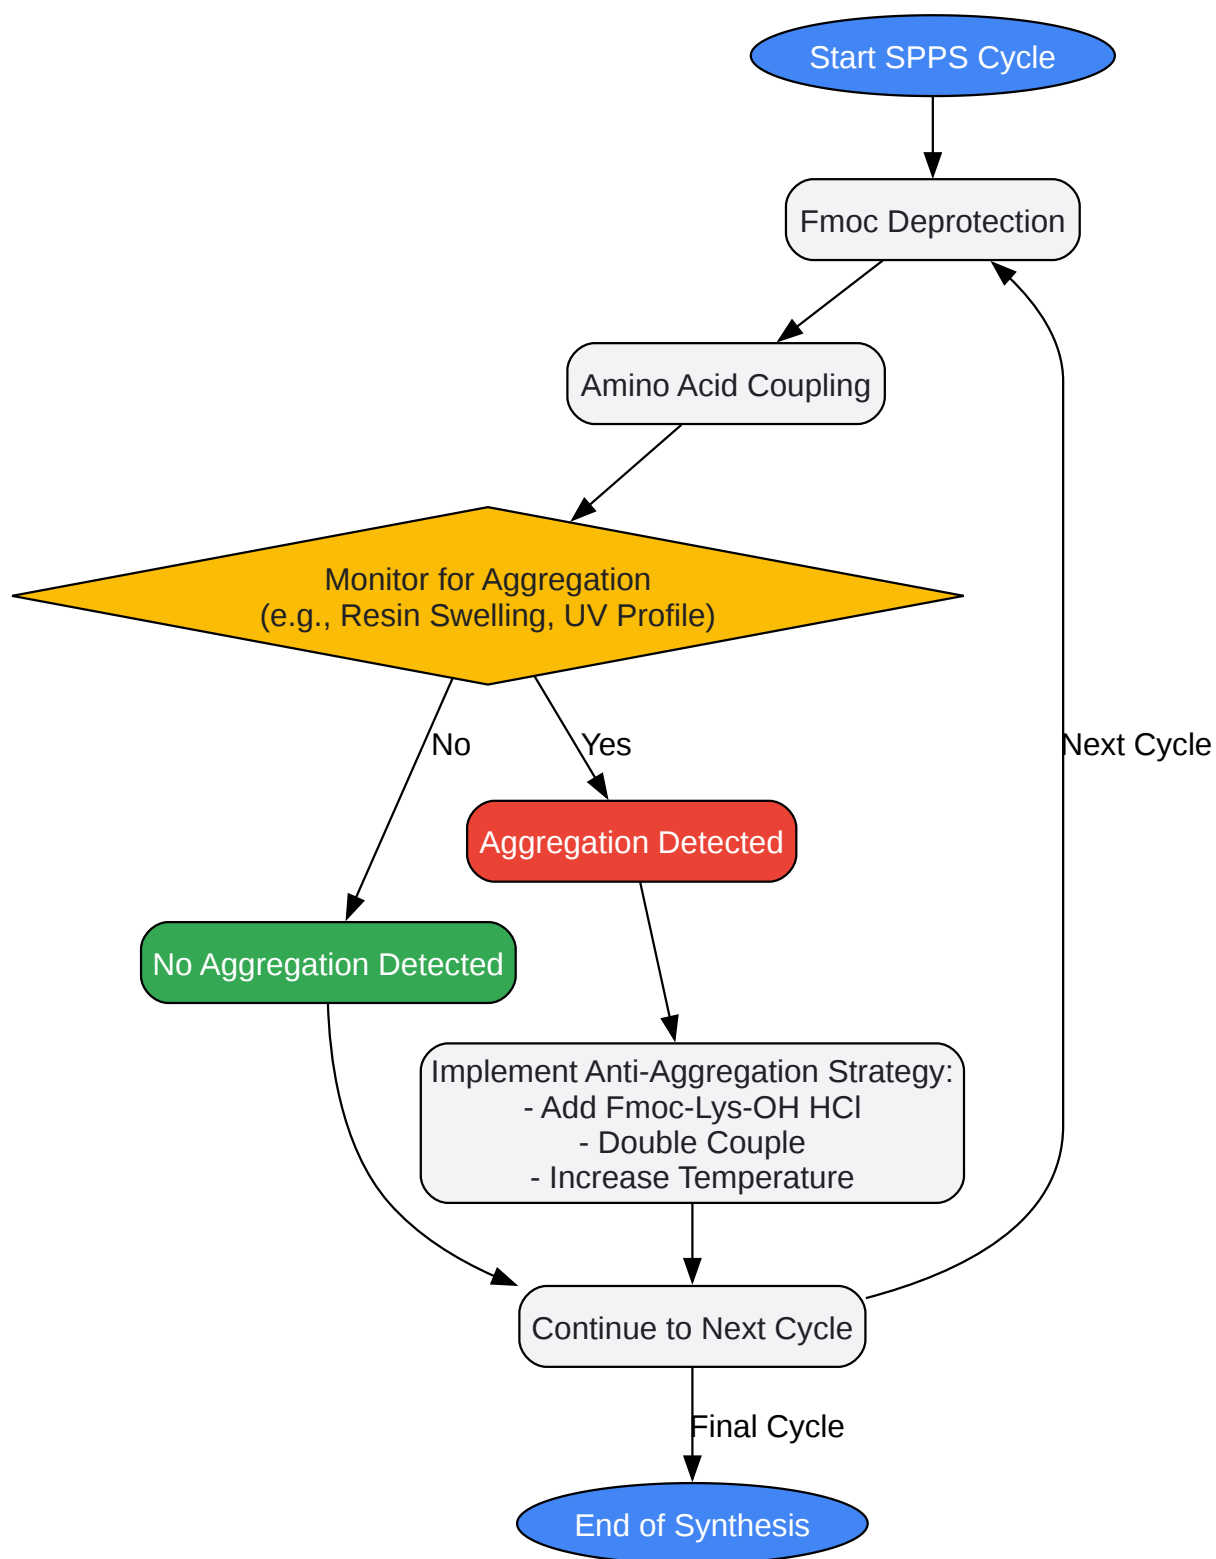 Start SPPS Cycle
Fmoc Deprotection
Amino Acid Coupling
Monitor for Aggregation
(e.g., Resin Swelling, UV Profile)
No
Yes
Next Cycle
Aggregation Detected
No Aggregation Detected
Implement Anti-Aggregation Strategy:
- Add Fmoc-Lys-OH HCl
- Double Couple
- Increase Temperature
Continue to Next Cycle
Final Cycle
End of Synthesis